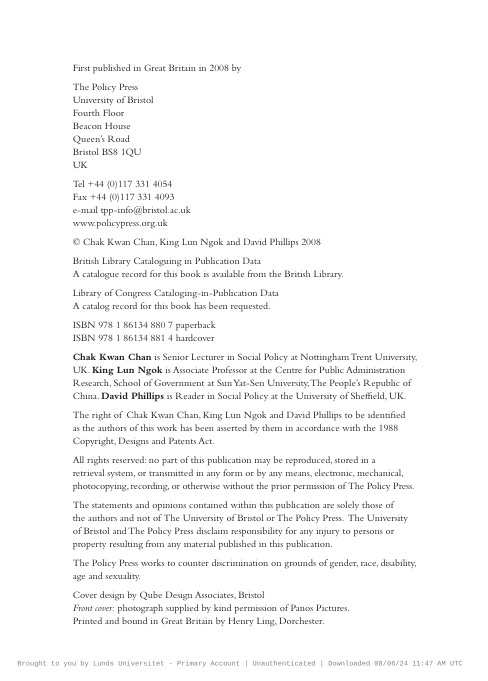 First published in Great Britain in 2008 by
The Policy Press
University of Bristol
Fourth Floor
Beacon House
Queen's Road
Bristol BS8 1QU
UK
Tel +44 (0)117 331 4054
Fax +44 (0)117 331 4093
e-mail tpp-info@bristol.ac.uk
www.policypress.org.uk
© Chak Kwan Chan, King Lun Ngok and David Phillips 2008
British Library Cataloguing in Publication Data
A catalogue record for this book is available from the British Library.
Library of Congress Cataloging-in-Publication Data
A catalog record for this book has been requested.
ISBN 978 1 86134 880 7 paperback
ISBN 978 1 86134 881 4 hardcover
Chak Kwan Chan is Senior Lecturer in Social Policy at Nottingham Trent University,
UK. King Lun Ngok is Associate Professor at the Centre for Public Administration
Research, School of Government at Sun Yat-Sen University, The People's Republic of
China. David Phillips is Reader in Social Policy at the University of Sheffield, UK.
The right of Chak Kwan Chan, King Lun Ngok and David Phillips to be identified
as the authors of this work has been asserted by them in accordance with the 1988
Copyright, Designs and Patents Act.
All rights reserved: no part of this publication may be reproduced, stored in a
retrieval system, or transmitted in any form or by any means, electronic, mechanical,
photocopying, recording, or otherwise without the prior permission of The Policy Press.
The statements and opinions contained within this publication are solely those of
the authors and not of The University of Bristol or The Policy Press. The University
of Bristol and The Policy Press disclaim responsibility for any injury to persons or
property resulting from any material published in this publication.
The Policy Press works to counter discrimination on grounds of gender, race, disability,
age and sexuality.
Cover design by Qube Design Associates, Bristol
Front cover: photograph supplied by kind permission of Panos Pictures.
Printed and bound in Great Britain by Henry Ling, Dorchester.
Brought to you by Lunds Universitet - Primary Account | Unauthenticated | Downloaded 08/06/24 11:47 AM UTC